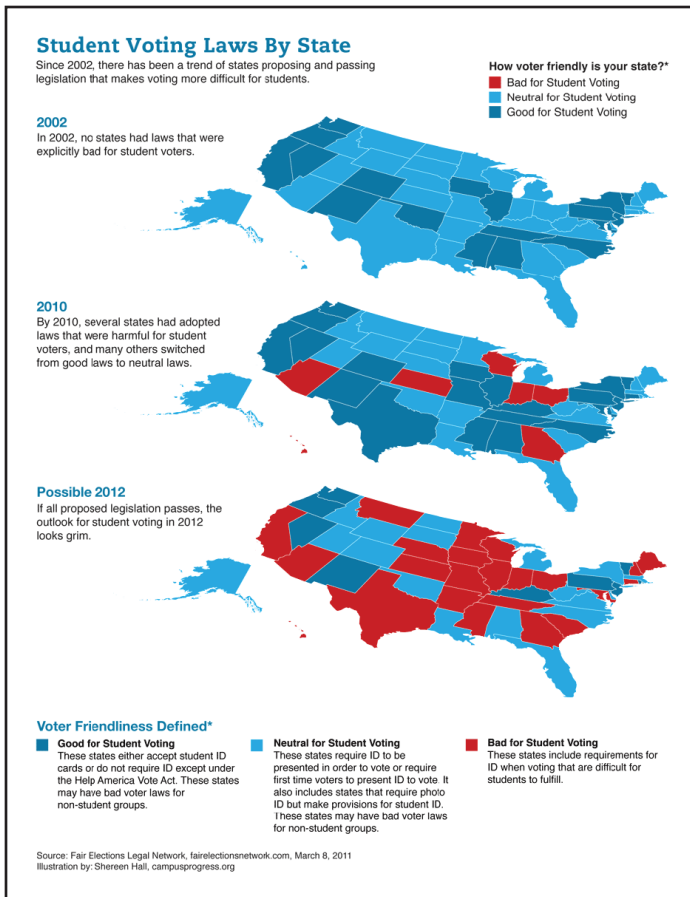 Student Voting Laws By State
Since 2002, there has been a trend of states proposing and passing
legislation that makes voting more difficult for students.
How voter friendly is your state?*
Bad for Student Voting
Neutral for Student Voting
Good for Student Voting
2002
In 2002, no states had laws that were
explicitly bad for student voters.
2010
By 2010, several states had adopted
laws that were harmful for student
voters, and many others switched
from good laws to neutral laws.
Possible 2012
If all proposed legislation passes, the
outlook for student voting in 2012
looks grim.
Voter Friendliness Defined*
Good for Student Voting
These states either accept student ID
cards or do not require ID except under
the Help America Vote Act. These states
may have bad voter laws for
non-student groups.
Neutral for Student Voting
These states require ID to be
presented in order to vote or require
first time voters to present ID to vote. It
also includes states that require photo
ID but make provisions for student ID.
These states may have bad voter laws
for non-student groups.
Bad for Student Voting
These states include requirements for
ID when voting that are difficult for
students to fulfill.
Source: Fair Elections Legal Network, fairelectionsnetwork.com, March 8, 2011
Illustration by: Shereen Hall, campusprogress.org